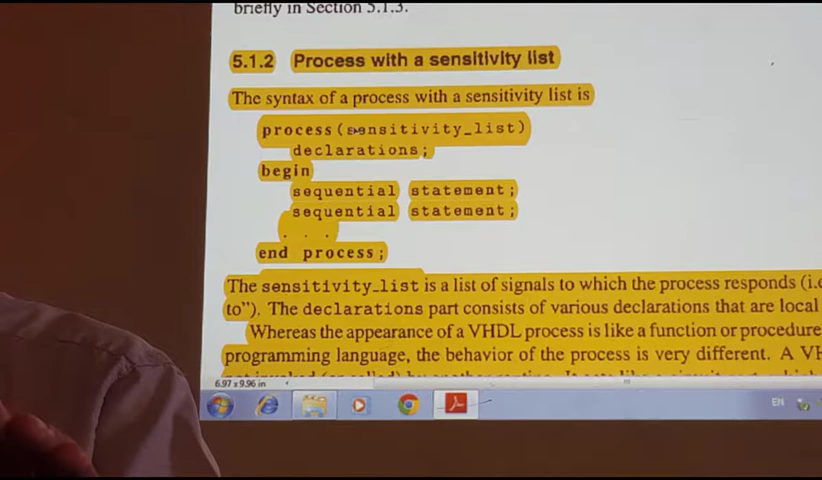 briefly in Section 5.1.3.
5.1.2 Process with a sensitivity list
The syntax of a process with a sensitivity list is
process(sensitivity_list)
declarations;
begin
sequential statement;
sequential statement;
. . .
end process;
The sensitivity_list is a list of signals to which the process responds (i.e
to”). The declarations part consists of various declarations that are local
Whereas the appearance of a VHDL process is like a function or procedure
programming language, the behavior of the process is very different. A VH
6.97 x 9.96 in
EN